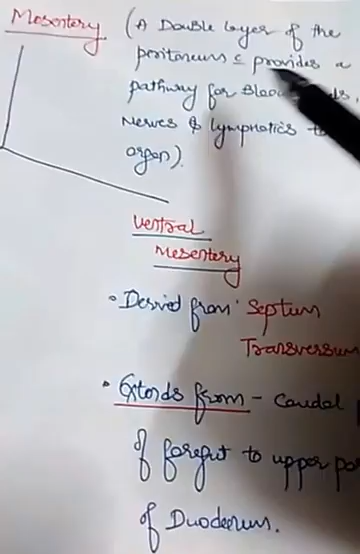 Mesentery (A Double layer of the
peritoneum c̄ provides a
pathway for Bloo
Nerves & lymphatics
organ).
Ventral
Mesentery
• Derived from Septum
Transversum
• Extends from - Caudal
of foregut to upper
of Duodenum.